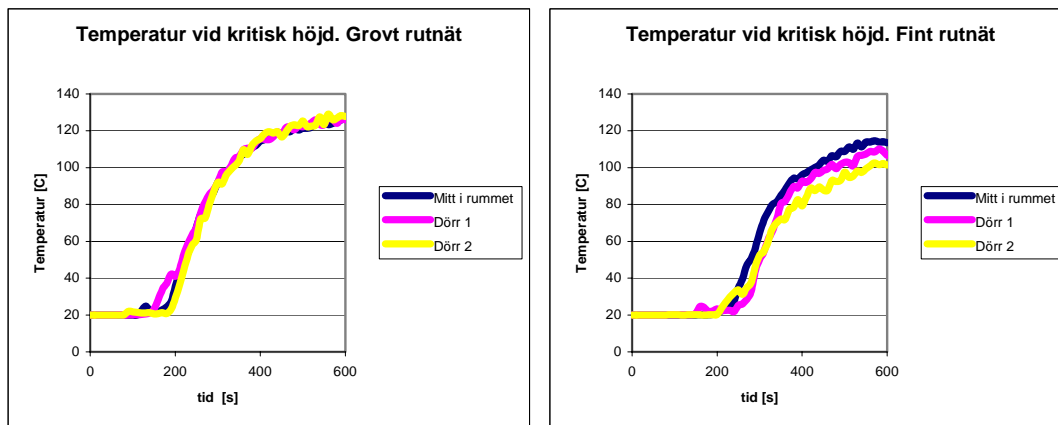 Temperatur vid kritisk höjd. Grovt rutnät
140
120
100
80
60
40
20
0
Temperatur [C]
0 200 400 600
tid [s]
Mitt i rummet
Dörr 1
Dörr 2
Temperatur vid kritisk höjd. Fint rutnät
140
120
100
80
60
40
20
0
Temperatur [C]
0 200 400 600
tid [s]
Mitt i rummet
Dörr 1
Dörr 2